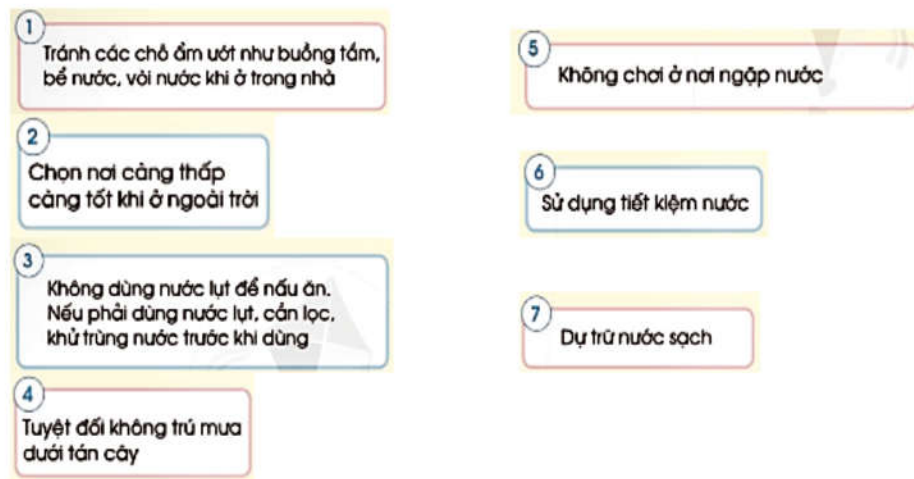 1
Tránh các chỗ ẩm ướt như buồng tắm,
bể nước, vòi nước khi ở trong nhà
2
Chọn nơi càng thấp
càng tốt khi ở ngoài trời
3
Không dùng nước lụt để nấu ăn.
Nếu phải dùng nước lụt, cần lọc,
khử trùng nước trước khi dùng
4
Tuyệt đối không trú mưa
dưới tán cây
5
Không chơi ở nơi ngập nước
6
Sử dụng tiết kiệm nước
7
Dự trữ nước sạch